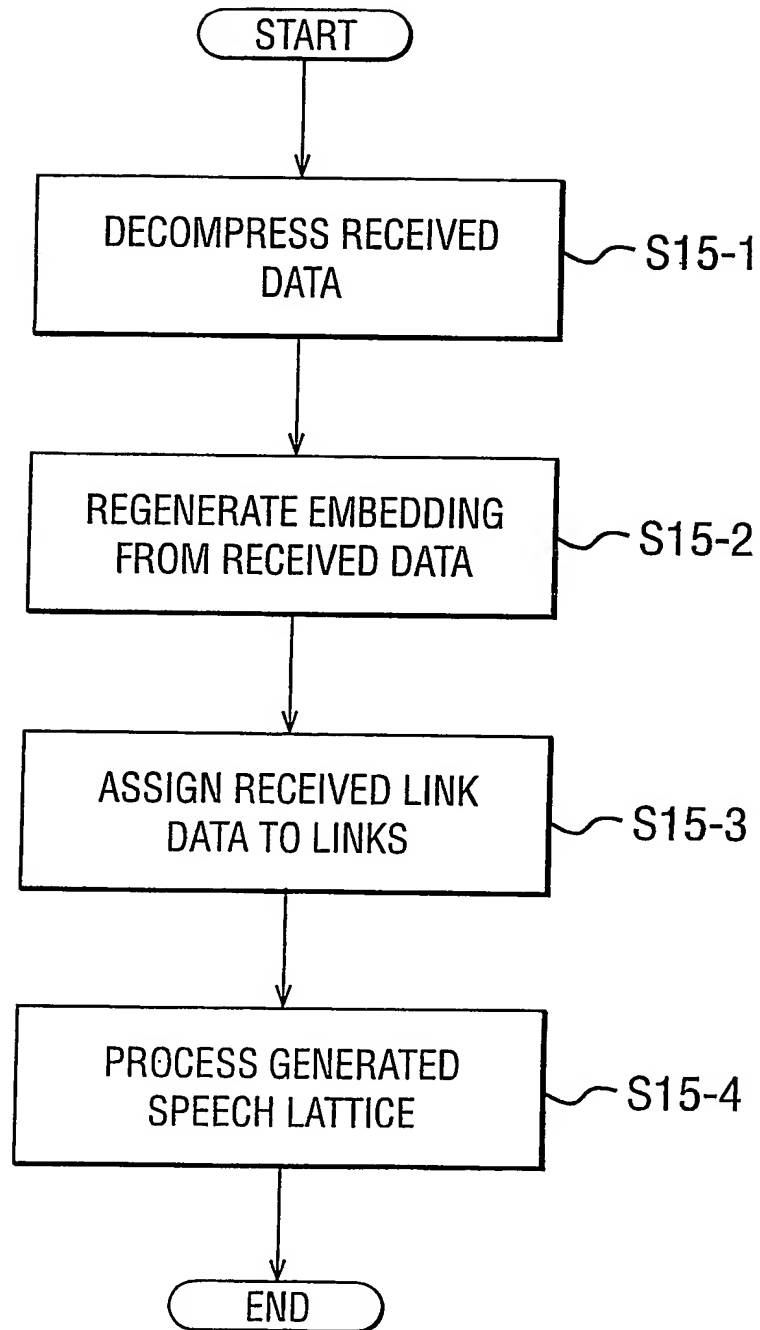 START
DECOMPRESS RECEIVED
DATA
S15-1
REGENERATE EMBEDDING
FROM RECEIVED DATA
S15-2
ASSIGN RECEIVED LINK
DATA TO LINKS
S15-3
PROCESS GENERATED
SPEECH LATTICE
S15-4
END